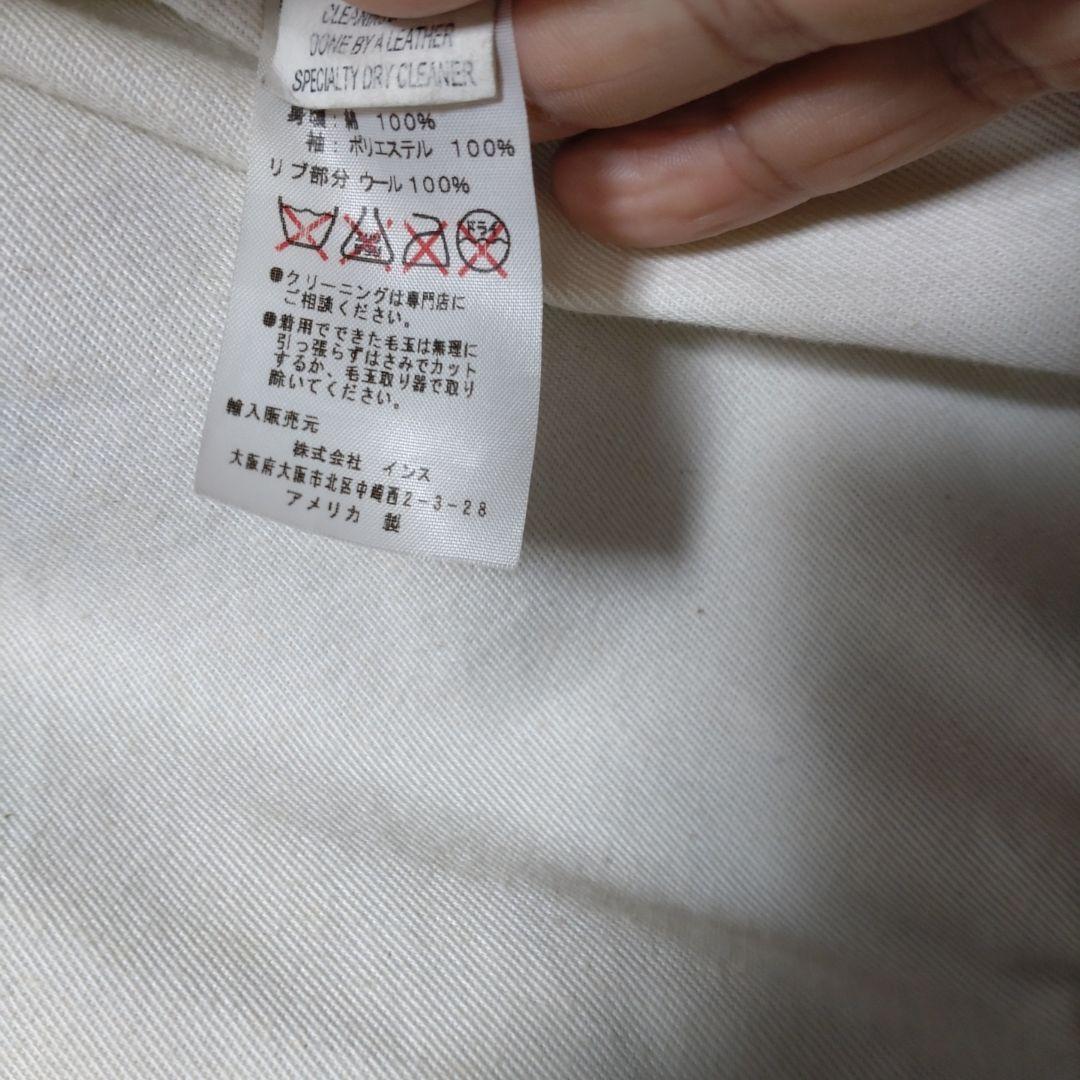 CLEANING
DONE BY A LEATHER
SPECIALTY DRY CLEANER
身頃：綿 100%
袖：ポリエステル 100%
リブ部分 ウール100%
ドライ
●クリーニングは専門店に
ご相談ください。
●着用でできた毛玉は無理に
引っ張らずはさみでカット
するか、毛玉取り器で取り
除いてください。
輸入販売元
株式会社 インス
大阪府大阪市北区中崎西2-3-28
アメリカ 製